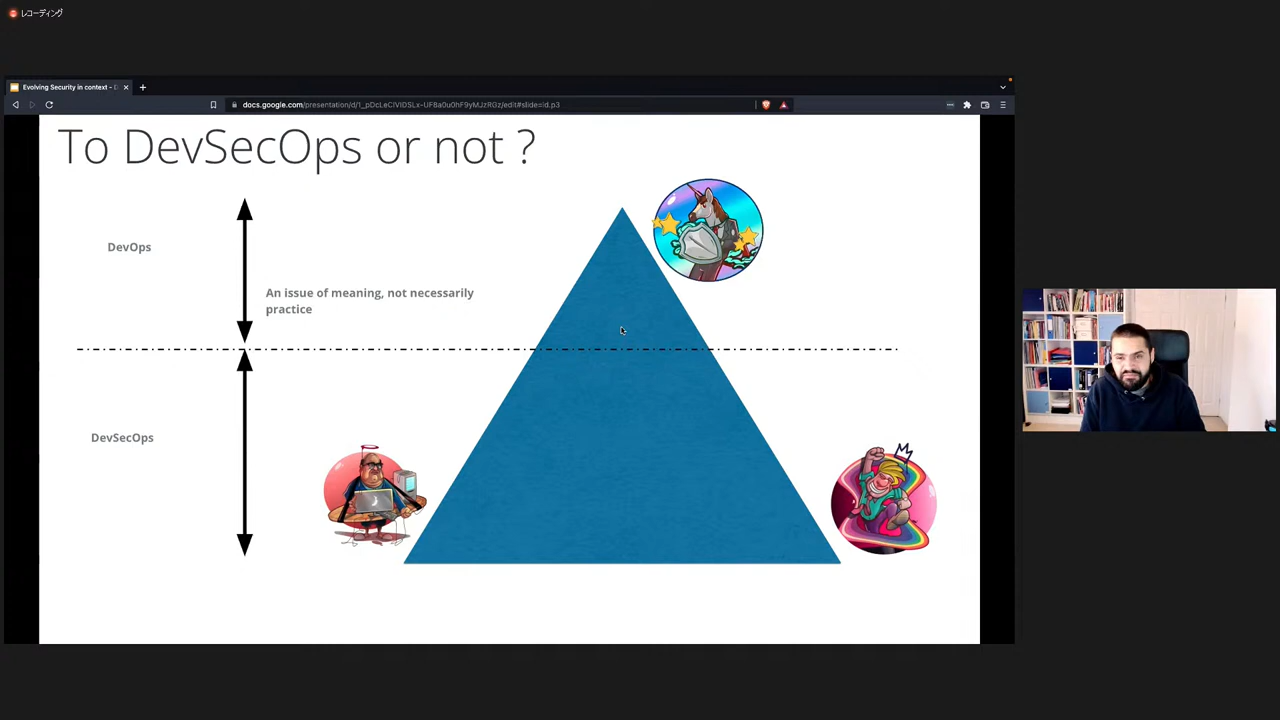 レコーディング
Evolving Security in context - D
docs.google.com/presentation/d/1_pDcLeCIVIDSLx-UF8a0u0hF9yMJzRGz/edit#slide=id.p3
To DevSecOps or not ?
DevOps
An issue of meaning, not necessarily
practice
DevSecOps